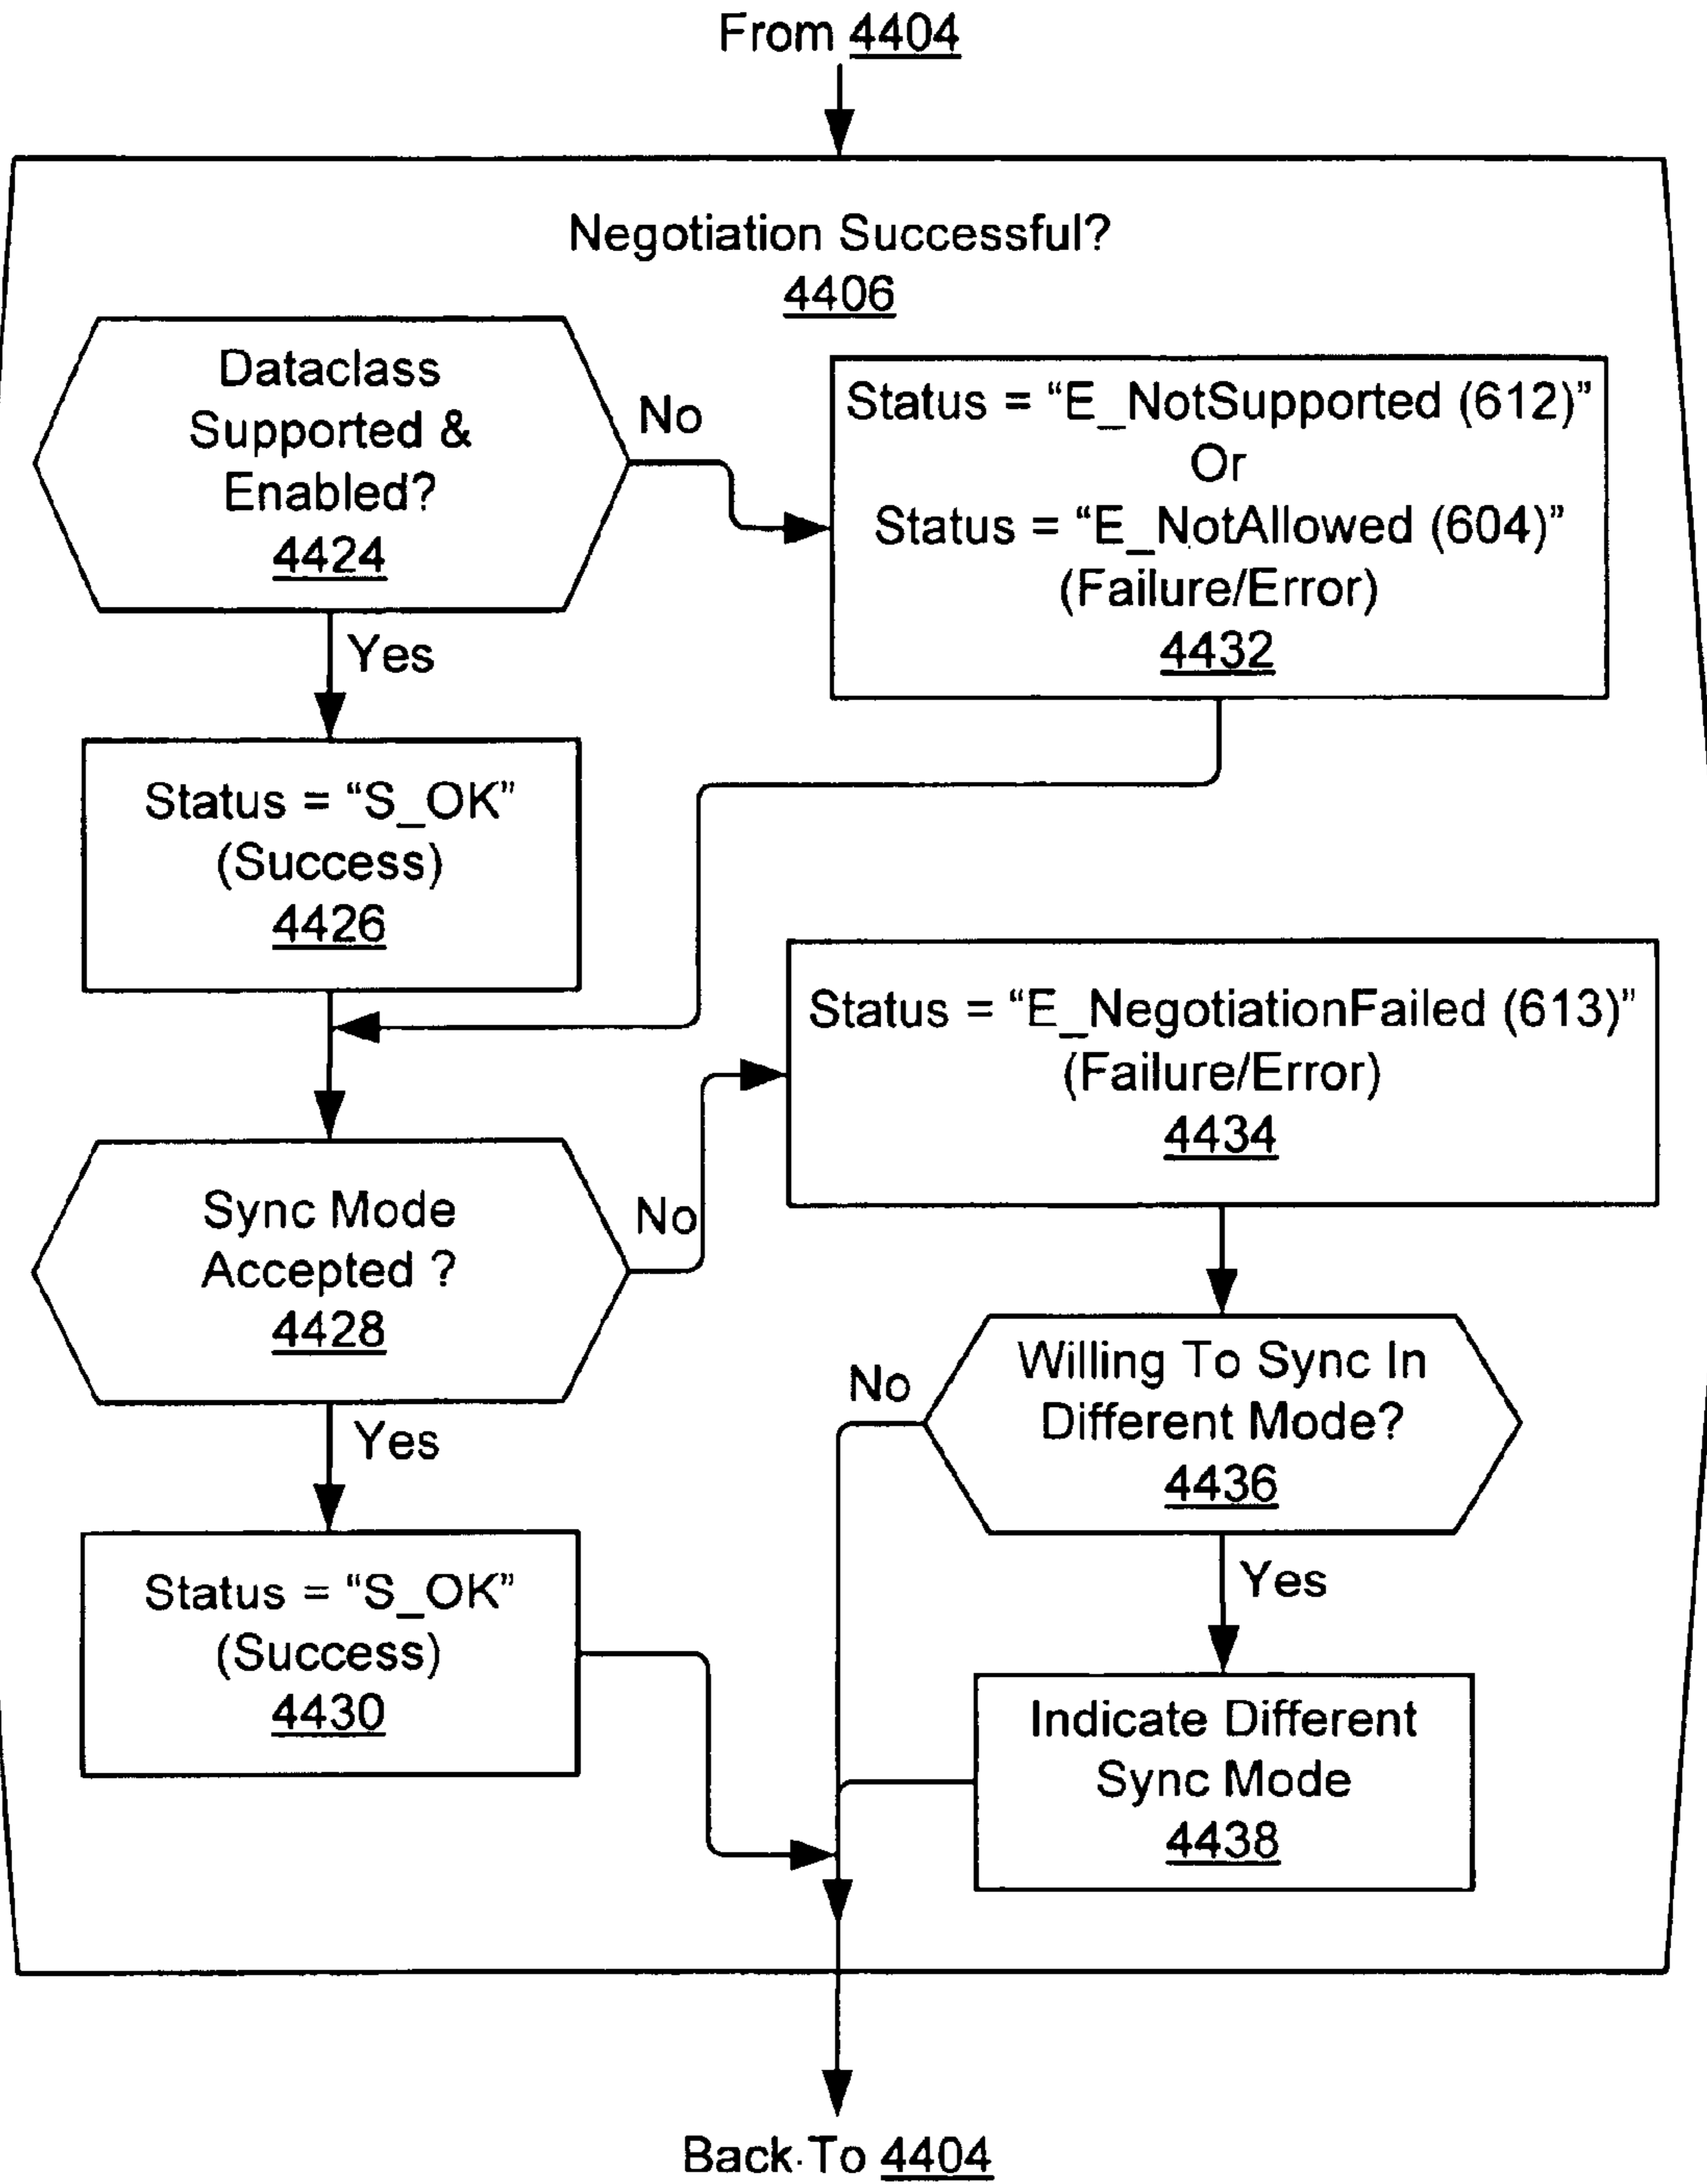 From 4404
Negotiation Successful?
4406
Dataclass
Supported &
Enabled?
4424
No
Status = “E_NotSupported (612)”
Or
Status = “E_NotAllowed (604)”
(Failure/Error)
4432
Yes
Status = “S_OK”
(Success)
4426
Status = “E_NegotiationFailed (613)”
(Failure/Error)
4434
Sync Mode
Accepted ?
4428
No
Willing To Sync In
Different Mode?
4436
No
Yes
Yes
Status = “S_OK”
(Success)
4430
Indicate Different
Sync Mode
4438
Back To 4404